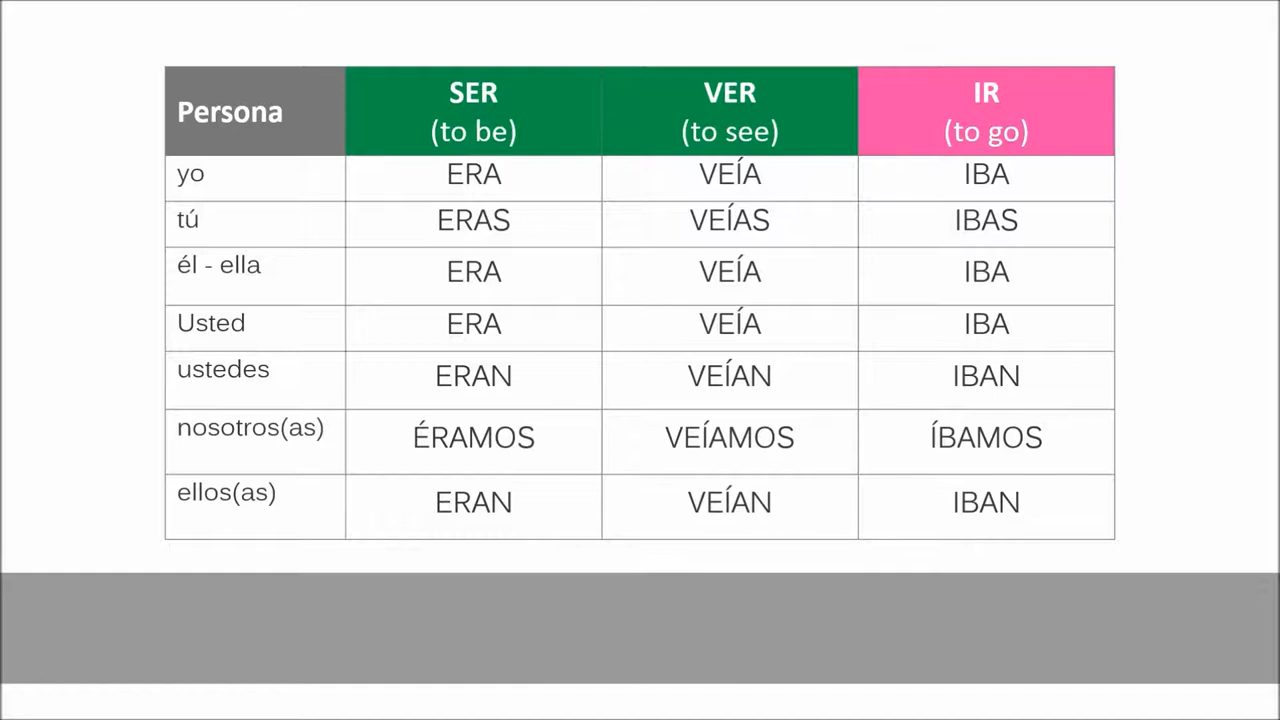 Persona SER VER IR
(to be) (to see) (to go)
yo ERA VEÍA IBA
tú ERAS VEÍAS IBAS
él - ella ERA VEÍA IBA
Usted ERA VEÍA IBA
ustedes ERAN VEÍAN IBAN
nosotros(as) ÉRAMOS VEÍAMOS ÍBAMOS
ellos(as) ERAN VEÍAN IBAN